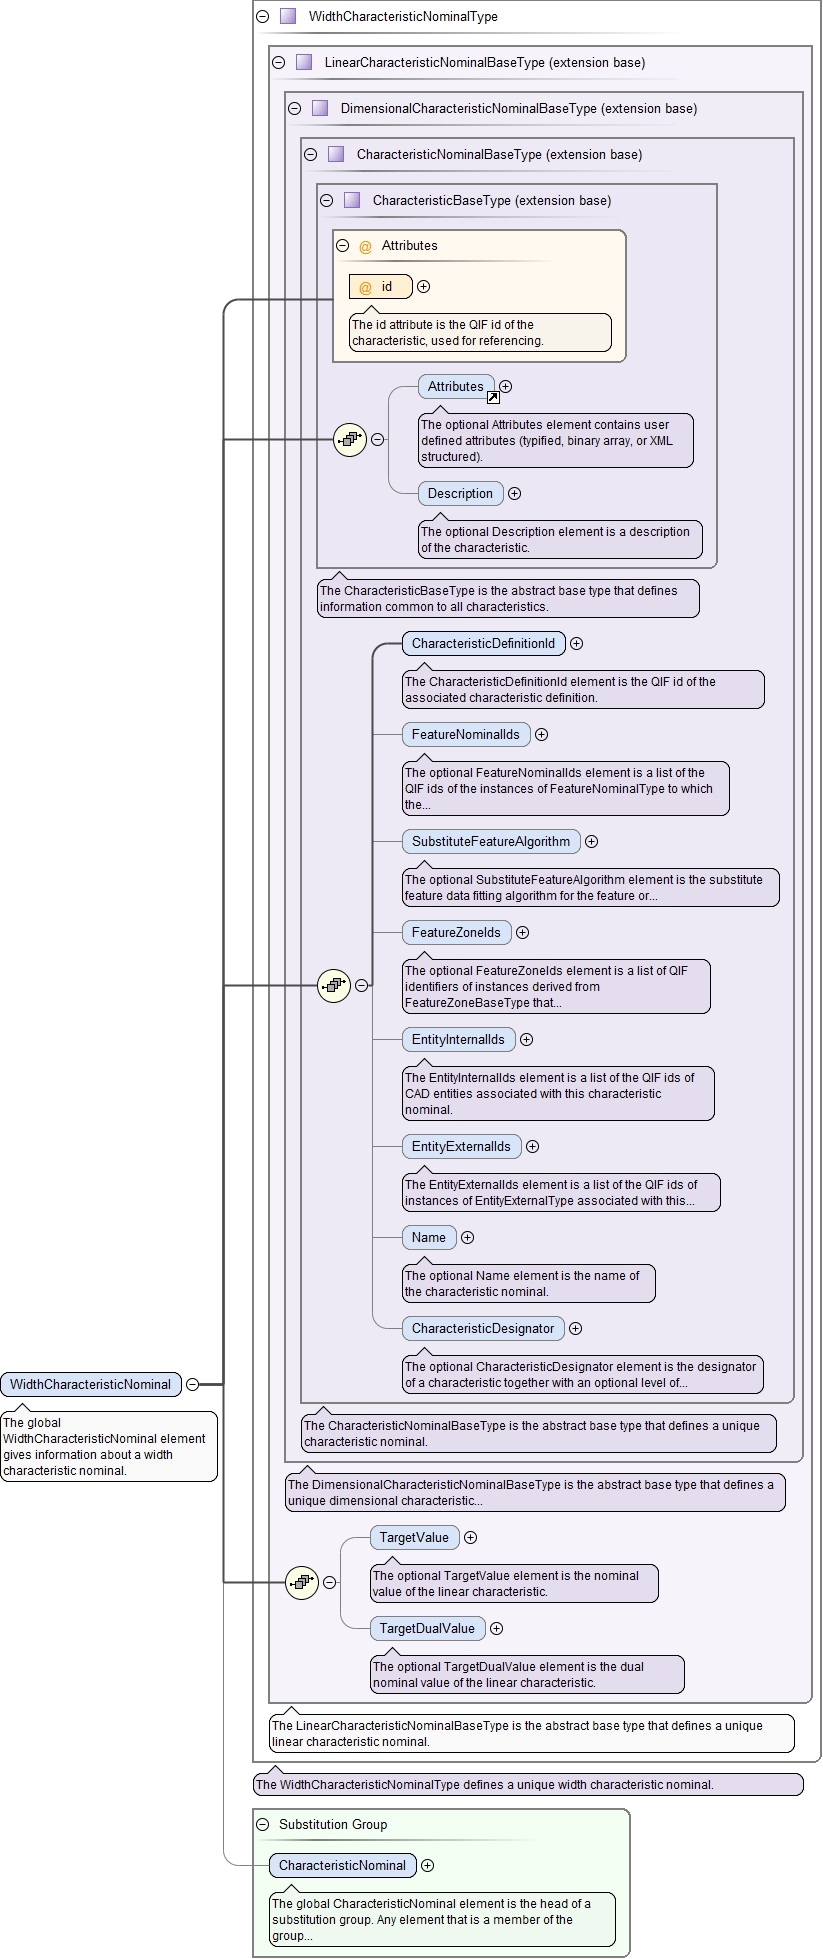 WidthCharacteristicNominalType
LinearCharacteristicNominalBaseType (extension base)
DimensionalCharacteristicNominalBaseType (extension base)
CharacteristicNominalBaseType (extension base)
CharacteristicBaseType (extension base)
@ Attributes
@ id
The id attribute is the QIF id of the
characteristic, used for referencing.
Attributes
The optional Attributes element contains user
defined attributes (typified, binary array, or XML
structured).
Description
The optional Description element is a description
of the characteristic.
The CharacteristicBaseType is the abstract base type that defines
information common to all characteristics.
CharacteristicDefinitionId
The CharacteristicDefinitionId element is the QIF id of the
associated characteristic definition.
FeatureNominalIds
The optional FeatureNominalIds element is a list of the
QIF ids of the instances of FeatureNominalType to which
the...
SubstituteFeatureAlgorithm
The optional SubstituteFeatureAlgorithm element is the substitute
feature data fitting algorithm for the feature or...
FeatureZoneIds
The optional FeatureZoneIds element is a list of QIF
identifiers of instances derived from
FeatureZoneBaseType that...
EntityInternalIds
The EntityInternalIds element is a list of the QIF ids of
CAD entities associated with this characteristic
nominal.
EntityExternalIds
The EntityExternalIds element is a list of the QIF ids of
instances of EntityExternalType associated with this...
Name
The optional Name element is the name of
the characteristic nominal.
CharacteristicDesignator
The optional CharacteristicDesignator element is the designator
of a characteristic together with an optional level of...
WidthCharacteristicNominal
The global
WidthCharacteristicNominal element
gives information about a width
characteristic nominal.
The CharacteristicNominalBaseType is the abstract base type that defines a unique
characteristic nominal.
The DimensionalCharacteristicNominalBaseType is the abstract base type that defines a
unique dimensional characteristic...
TargetValue
The optional TargetValue element is the nominal
value of the linear characteristic.
TargetDualValue
The optional TargetDualValue element is the dual
nominal value of the linear characteristic.
The LinearCharacteristicNominalBaseType is the abstract base type that defines a unique
linear characteristic nominal.
The WidthCharacteristicNominalType defines a unique width characteristic nominal.
Substitution Group
CharacteristicNominal
The global CharacteristicNominal element is the head of a
substitution group. Any element that is a member of the
group...